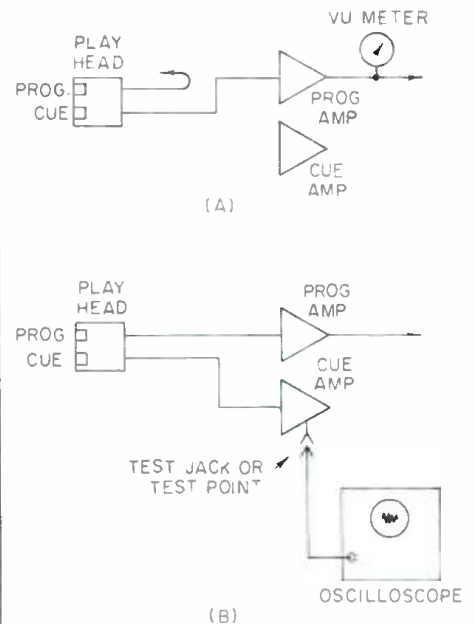 VU METER
PLAY
HEAD
PROG.
CUE
PROG
AMP
CUE
AMP
(A)
PLAY
HEAD
PROG
CUE
PROG
AMP
CUE
AMP
TEST JACK OR
TEST POINT
OSCILLOSCOPE
(B)